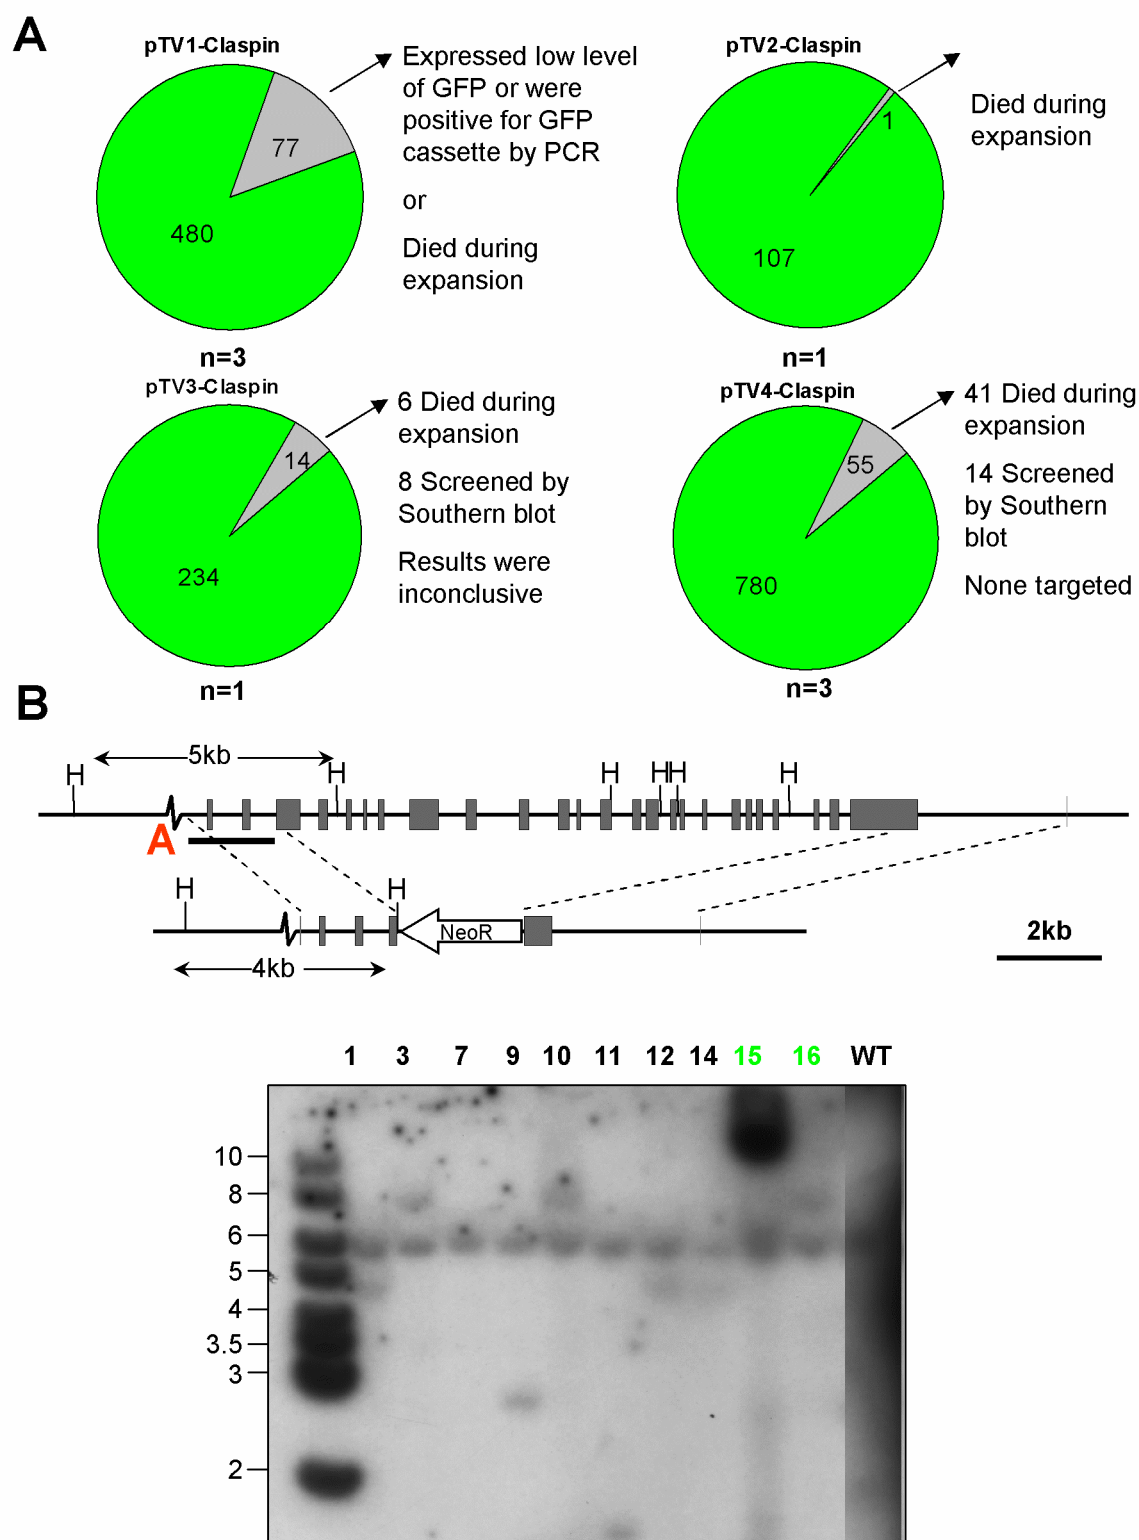 A
pTV1-Claspin
77
480
n=3
Expressed low level
of GFP or were
positive for GFP
cassette by PCR
or
Died during
expansion
pTV2-Claspin
1
107
n=1
Died during
expansion
pTV3-Claspin
14
234
n=1
6 Died during
expansion
8 Screened by
Southern blot
Results were
inconclusive
pTV4-Claspin
55
780
n=3
41 Died during
expansion
14 Screened
by Southern
blot
None targeted
B
5kb
H H H H H H
A
H H
NeoR
4kb
2kb
1 3 7 9 10 11 12 14 15 16 WT
10
8
6
5
4
3.5
3
2